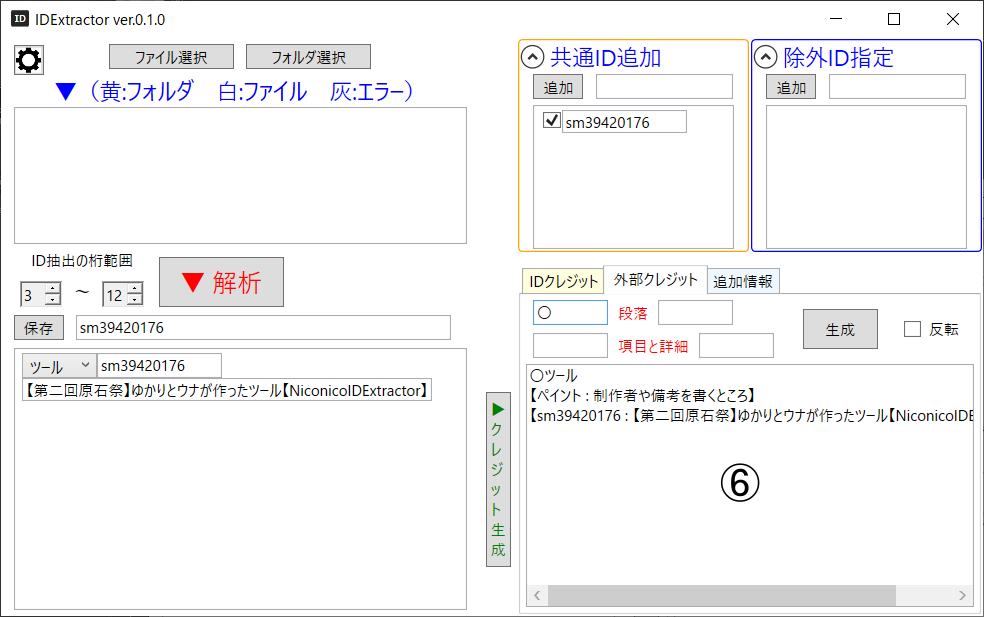 ID IDExtractor ver.0.1.0
ファイル選択 フォルダ選択
▼（黄:フォルダ　白:ファイル　灰:エラー）
ID抽出の桁範囲
3 ～ 12
▼ 解析
保存 sm39420176
ツール sm39420176
【第二回原石祭】ゆかりとウナが作ったツール【NiconicoIDExtractor】
▶クレジット生成
共通ID追加
追加
sm39420176
除外ID指定
追加
IDクレジット 外部クレジット 追加情報
〇 段落
項目と詳細
生成 反転
〇ツール
【ペイント : 制作者や備考を書くところ】
【sm39420176 : 【第二回原石祭】ゆかりとウナが作ったツール【NiconicoIDE
⑥